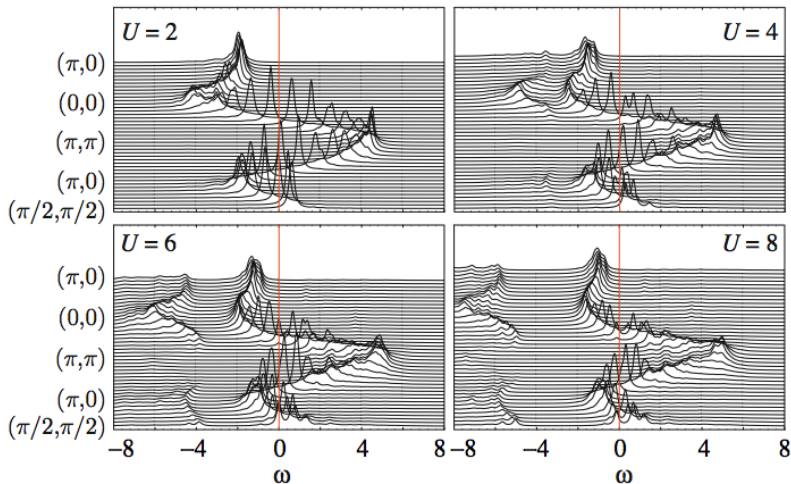 U = 2
U = 4
(π,0)
(0,0)
(π,π)
(π,0)
(π/2,π/2)
U = 6
U = 8
(π,0)
(0,0)
(π,π)
(π,0)
(π/2,π/2)
−8 −4 0 4 8 −8 −4 0 4 8
ω ω